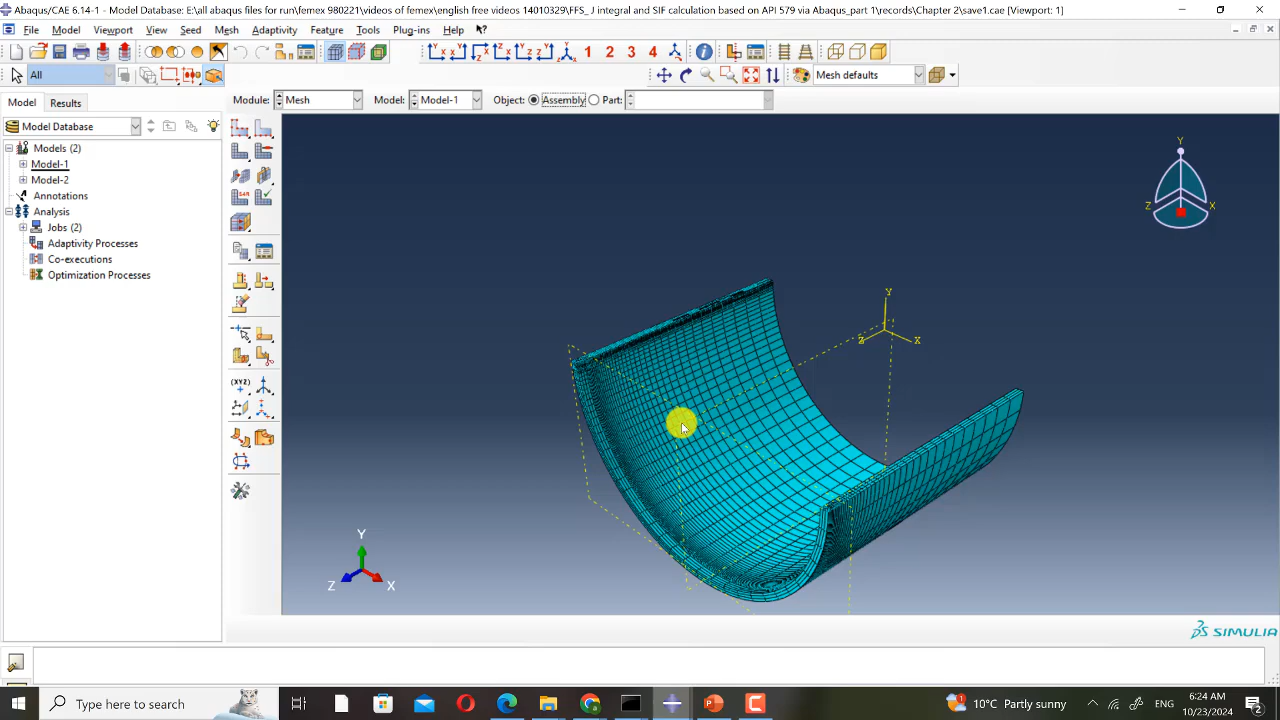 Abaqus/CAE 6.14-1 - Model Database: E:\all abaqus files for run\femex 980221\videos of femex\english free videos 14010329\FFS_ J integral and SIF calculation based on API 579 via Abaqus_part 1\records\Chapter 2\save1.cae [Viewport: 1]
File Model Viewport View Seed Mesh Adaptivity Feature Tools Plug-ins Help
1 2 3 4
All
Mesh defaults
Model Results
Module: Mesh Model: Model-1 Object: Assembly Part:
Model Database
Models (2)
Model-1
Model-2
Annotations
Analysis
Jobs (2)
Adaptivity Processes
Co-executions
Optimization Processes
(XYZ)
Y
Z X
Y
Z X
Y
Z X
SIMULIA
Type here to search
10°C Partly sunny
ENG
6:24 AM
10/23/2024